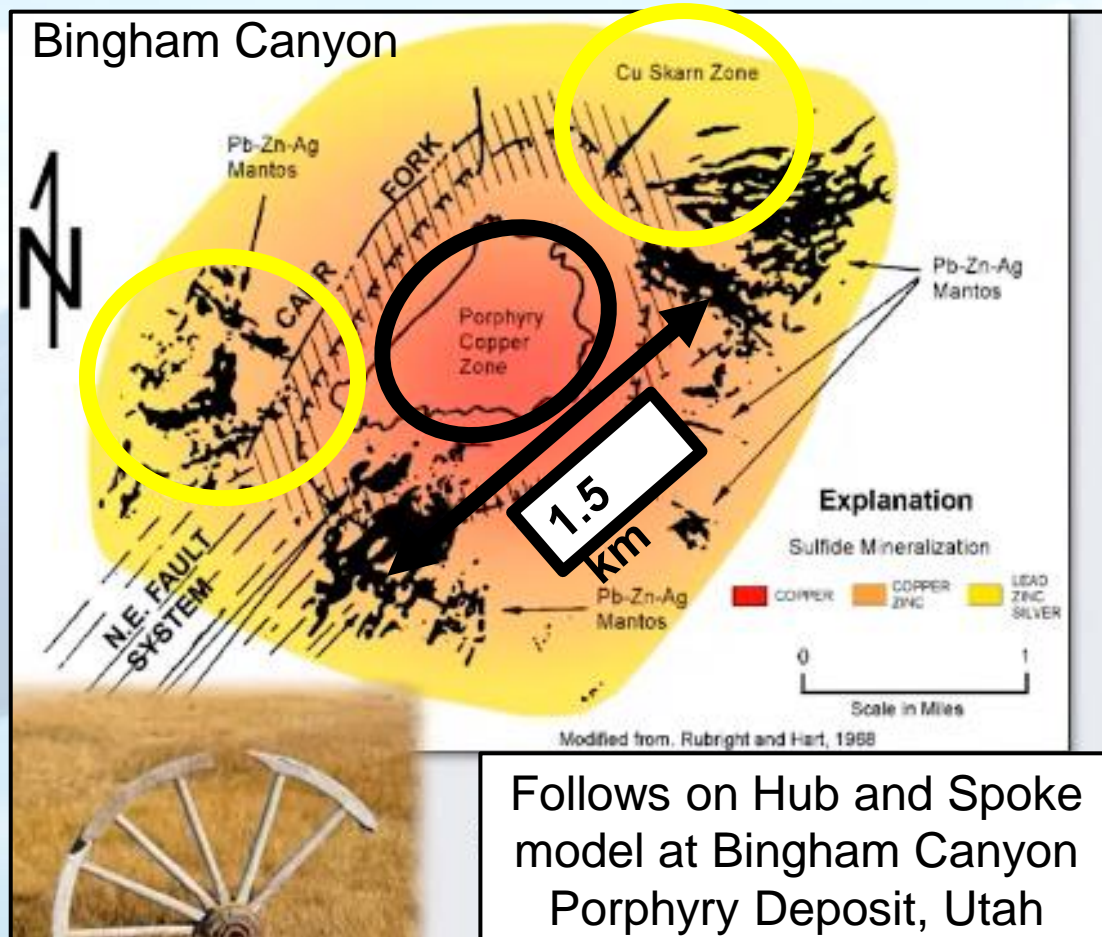 Bingham Canyon
Cu Skarn Zone
Pb-Zn-Ag
Mantos
N
CARR
FORK
Pb-Zn-Ag
Mantos
Porphyry
Copper
Zone
1.5
km
Explanation
Sulfide Mineralization
COPPER
COPPER
ZINC
LEAD
ZINC
SILVER
Pb-Zn-Ag
Mantos
N.E. FAULT
SYSTEM
0
1
Scale in Miles
Modified from. Rubright and Hart, 1968
Follows on Hub and Spoke
model at Bingham Canyon
Porphyry Deposit, Utah